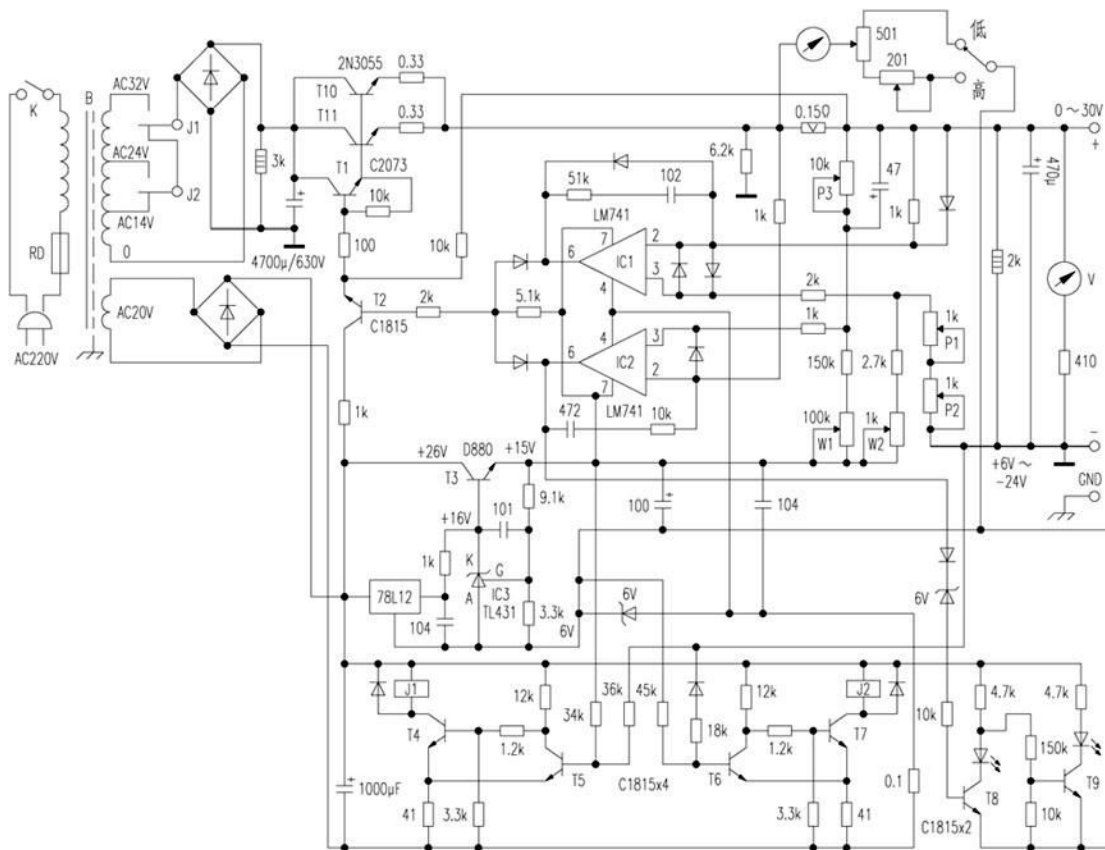 低
501
201
高
2N3055
0.33
T10
T11
0.33
AC32V
K
B
J1
AC24V
J2
AC14V
0
RD
AC220V
AC20V
3k
4700μ/630V
T1
C2073
10k
100
10k
T2
C1815
2k
5.1k
51k
102
LM741
7
6
IC1
2
3
4
4
6
IC2
3
2
7
LM741
472
10k
6.2k
1k
0.15Ω
10k
P3
47
1k
2k
1k
150k
2.7k
100k
W1
1k
W2
1k
P1
1k
P2
0～30V
+
470μ
2k
V
410
−
+6V～
−24V
GND
1k
+26V
D880
+15V
T3
9.1k
101
+16V
1k
K
G
A
IC3
TL431
3.3k
78L12
104
100
104
6V
6V
6V
J1
12k
34k
36k
45k
T4
1.2k
T5
18k
C1815x4
12k
1.2k
T6
J2
T7
1000μF
41
3.3k
3.3k
41
0.1
10k
4.7k
4.7k
150k
T8
T9
10k
C1815x2